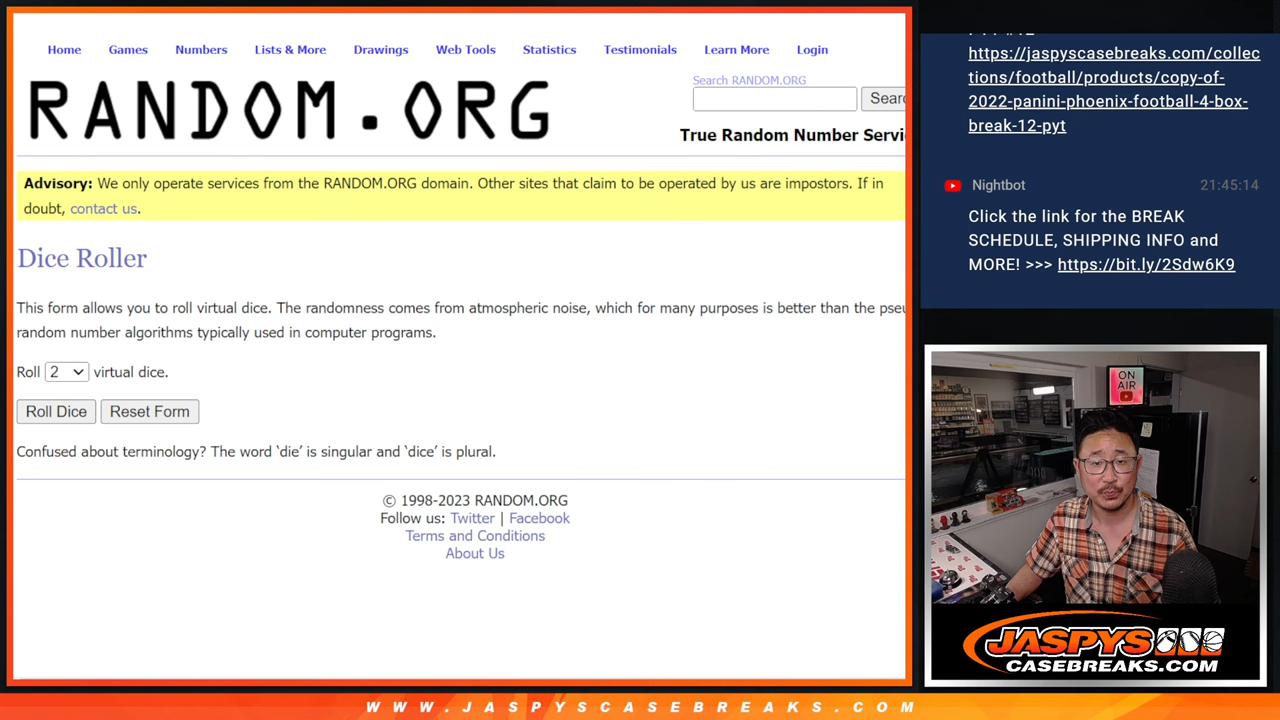 Home Games Numbers Lists & More Drawings Web Tools Statistics Testimonials Learn More Login
RANDOM.ORG
Search RANDOM.ORG
Searc
True Random Number Servi
Advisory: We only operate services from the RANDOM.ORG domain. Other sites that claim to be operated by us are impostors. If in
doubt, contact us.
Dice Roller
This form allows you to roll virtual dice. The randomness comes from atmospheric noise, which for many purposes is better than the pseu
random number algorithms typically used in computer programs.
Roll 2 virtual dice.
Roll Dice Reset Form
Confused about terminology? The word ‘die’ is singular and ‘dice’ is plural.
© 1998-2023 RANDOM.ORG
Follow us: Twitter | Facebook
Terms and Conditions
About Us
https://jaspyscasebreaks.com/collec
tions/football/products/copy-of-
2022-panini-phoenix-football-4-box-
break-12-pyt
Nightbot 21:45:14
Click the link for the BREAK
SCHEDULE, SHIPPING INFO and
MORE! >>> https://bit.ly/2Sdw6K9
ON
AIR
JASPYS
CASEBREAKS.COM
WWW.JASPYSCASEBREAKS.COM